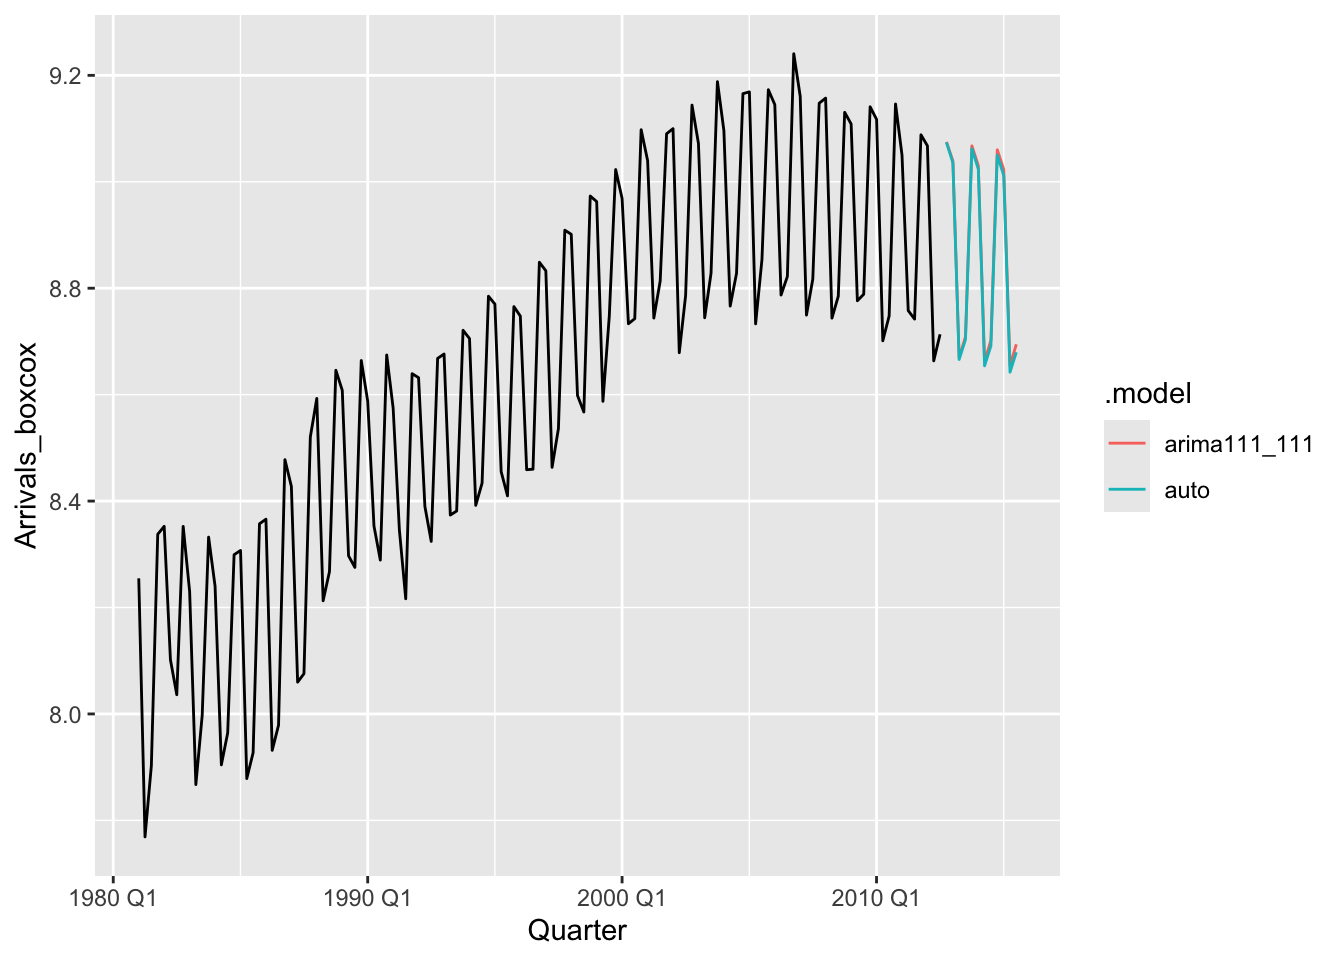 9.2
8.8
8.4
8.0
Arrivals_boxcox
1980 Q1
1990 Q1
2000 Q1
2010 Q1
Quarter
.model
arima111_111
auto